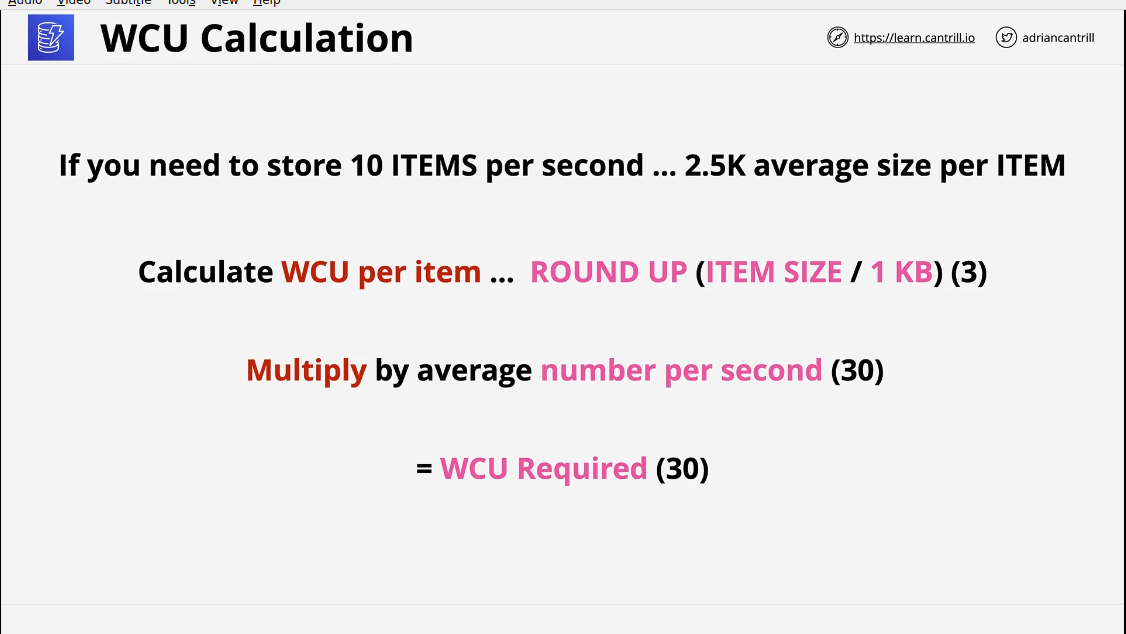 Audio Video Subtitle Tools View Help
WCU Calculation
https://learn.cantrill.io
adriancantrill
If you need to store 10 ITEMS per second ... 2.5K average size per ITEM
Calculate WCU per item ... ROUND UP (ITEM SIZE / 1 KB) (3)
Multiply by average number per second (30)
= WCU Required (30)